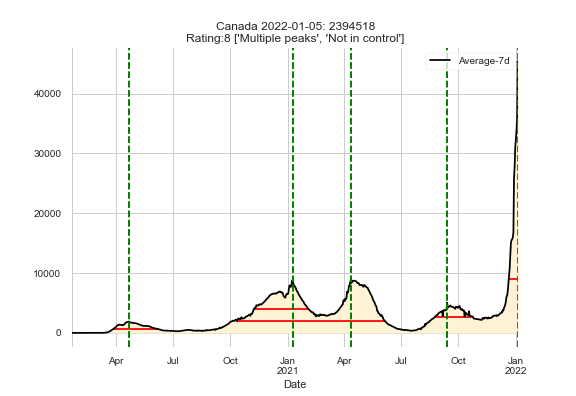 Canada 2022-01-05: 2394518
Rating:8 ['Multiple peaks', 'Not in control']
Average-7d
40000
30000
20000
10000
0
Apr Jul Oct Jan Apr Jul Oct Jan
2021 2022
Date